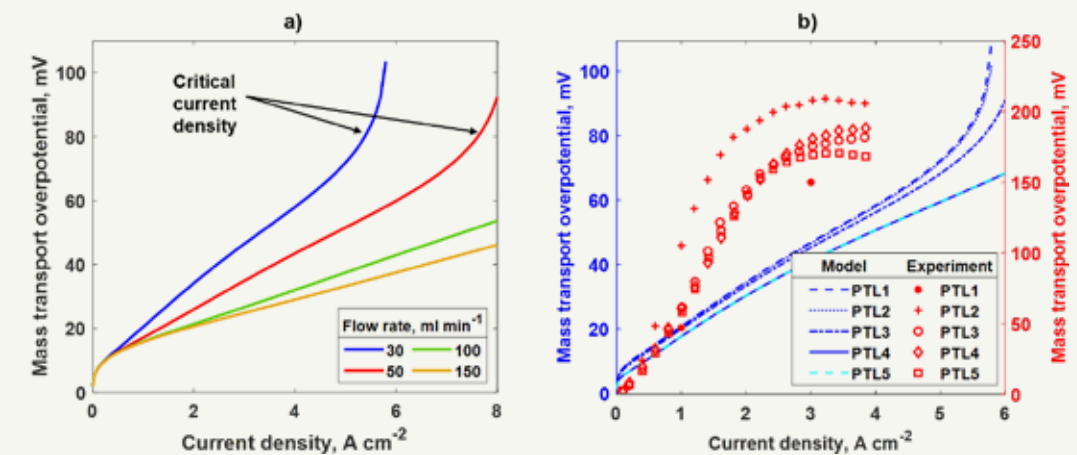 a)
Mass transport overpotential, mV
100
80
60
40
20
0
Critical
current
density
Flow rate, ml min⁻¹
30 100
50 150
0 2 4 6 8
Current density, A cm⁻²
b)
Mass transport overpotential, mV
100
80
60
40
20
0
Model Experiment
PTL1 PTL1
PTL2 PTL2
PTL3 PTL3
PTL4 PTL4
PTL5 PTL5
250
200
150
100
50
0
Mass transport overpotential, mV
0 1 2 3 4 5 6
Current density, A cm⁻²